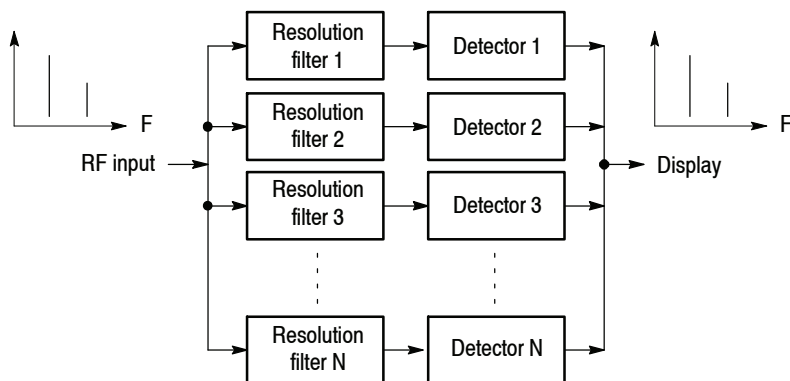 Resolution
filter 1
Detector 1
F
F
Resolution
filter 2
Detector 2
RF input
Display
Resolution
filter 3
Detector 3
Resolution
filter N
Detector N